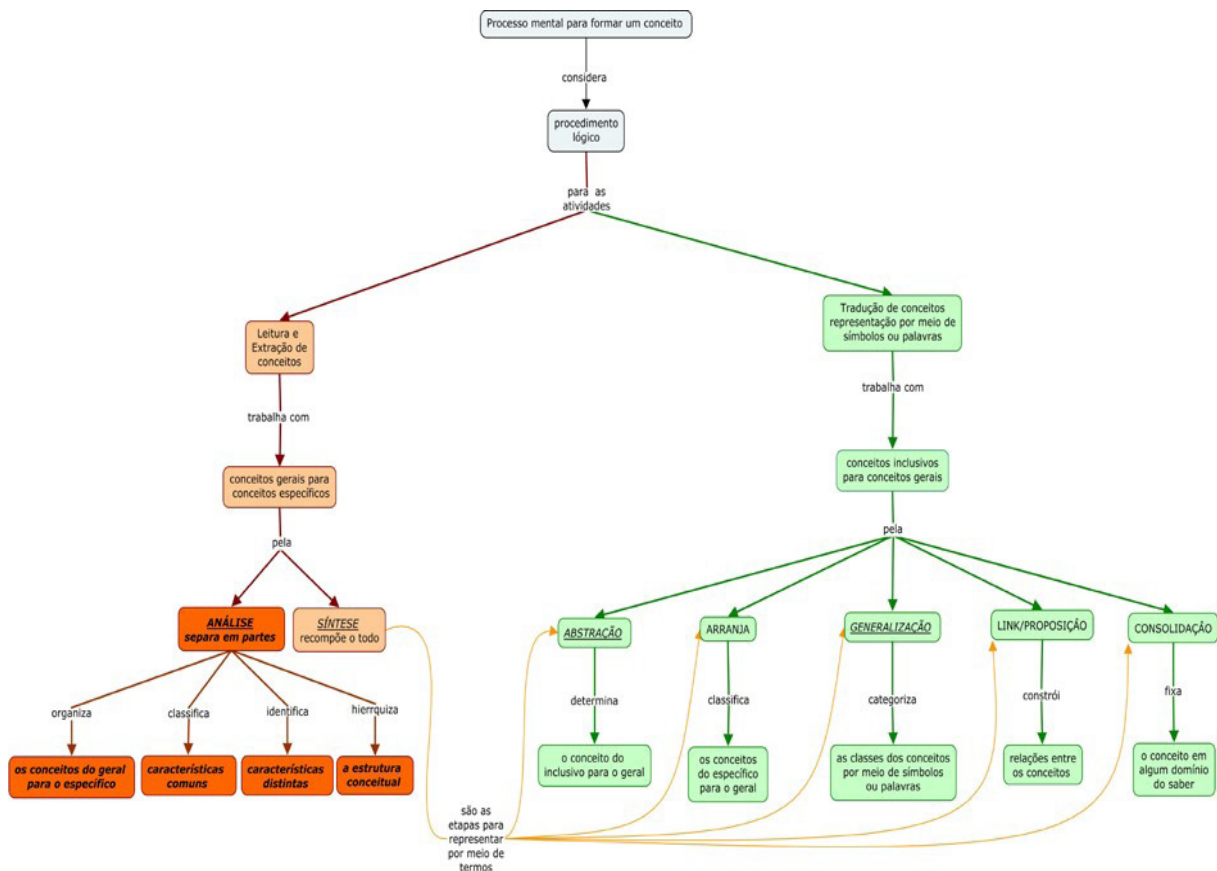 Processo mental para formar um conceito
considera
procedimento
lógico
para as
atividades
Leitura e
Extração de
conceitos
trabalha com
conceitos gerais para
conceitos específicos
pela
ANÁLISE
separa em partes
SÍNTESE
recompõe o todo
organiza
classifica
identifica
hierrquiza
os conceitos do geral
para o específico
características
comuns
características
distintas
a estrutura
conceitual
Tradução de conceitos
representação por meio de
símbolos ou palavras
trabalha com
conceitos inclusivos
para conceitos gerais
pela
ABSTRAÇÃO
ARRANJA
GENERALIZAÇÃO
LINK/PROPOSIÇÃO
CONSOLIDAÇÃO
determina
classifica
categoriza
constrói
fixa
o conceito do
inclusivo para o geral
os conceitos
do específico
para o geral
as classes dos conceitos
por meio de símbolos
ou palavras
relações entre
os conceitos
o conceito em
algum domínio
do saber
são as
etapas para
representar
por meio de
termos